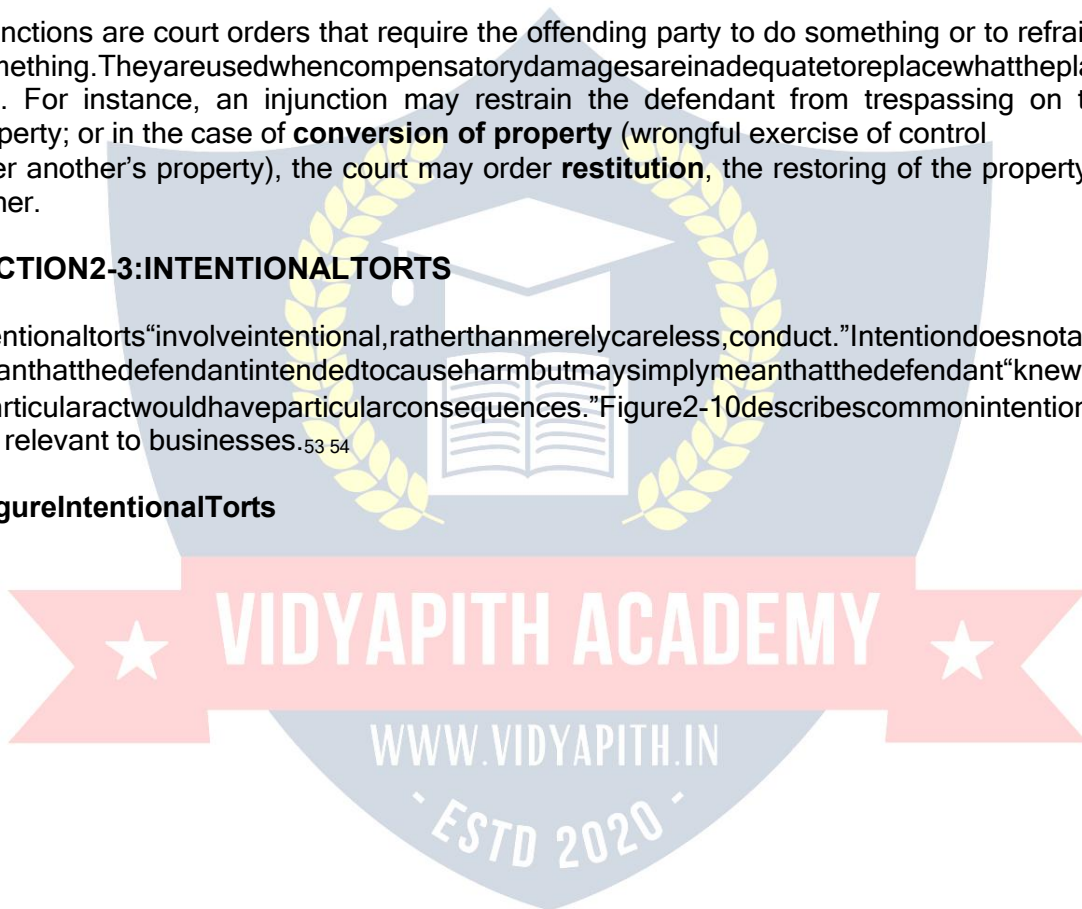 nctions are court orders that require the offending party to do something or to refrai
mething.Theyareusedwhencompensatorydamagesareinadequatetoreplacewhatthepla
. For instance, an injunction may restrain the defendant from trespassing on t
perty; or in the case of conversion of property (wrongful exercise of control
er another’s property), the court may order restitution, the restoring of the property
ner.
CTION2-3:INTENTIONALTORTS
entionaltorts“involveintentional,ratherthanmerelycareless,conduct.”Intentiondoesnota
anthatthedefendantintendedtocauseharmbutmaysimplymeanthatthedefendant“knew
articularactwouldhaveparticularconsequences.”Figure2-10describescommonintention
relevant to businesses.53 54
gureIntentionalTorts
VIDYAPITH ACADEMY
WWW.VIDYAPITH.IN
- ESTD 2020 -